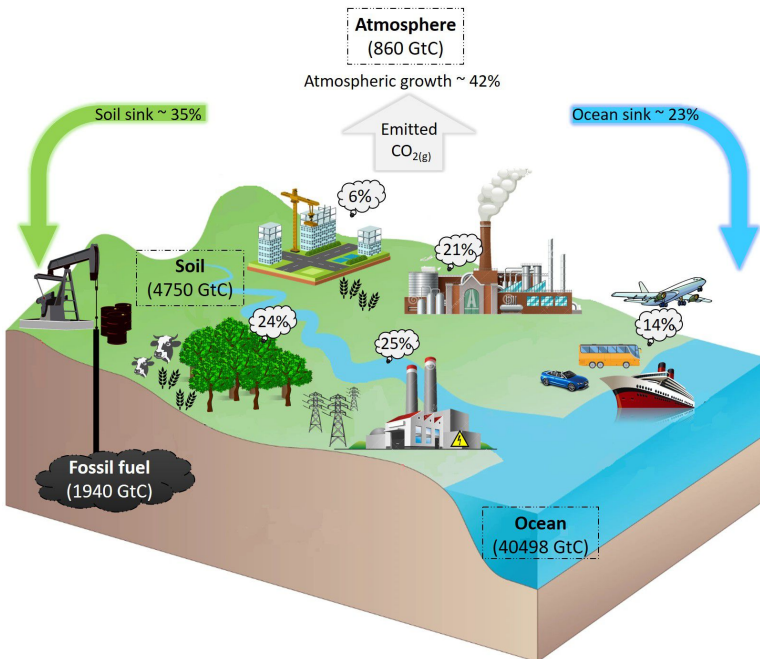 Atmosphere
(860 GtC)
Atmospheric growth ~ 42%
Soil sink ~ 35%
Emitted
CO2(g)
Ocean sink ~ 23%
6%
21%
Soil
(4750 GtC)
14%
24%
25%
Fossil fuel
(1940 GtC)
Ocean
(40498 GtC)